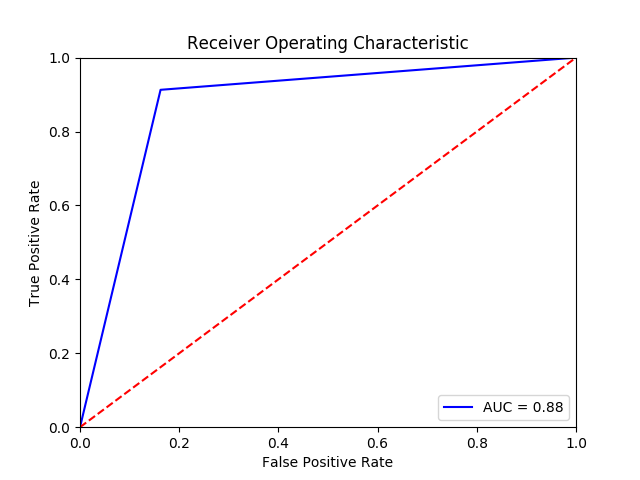 Receiver Operating Characteristic
True Positive Rate
1.0
0.8
0.6
0.4
0.2
0.0
AUC = 0.88
0.0 0.2 0.4 0.6 0.8 1.0
False Positive Rate